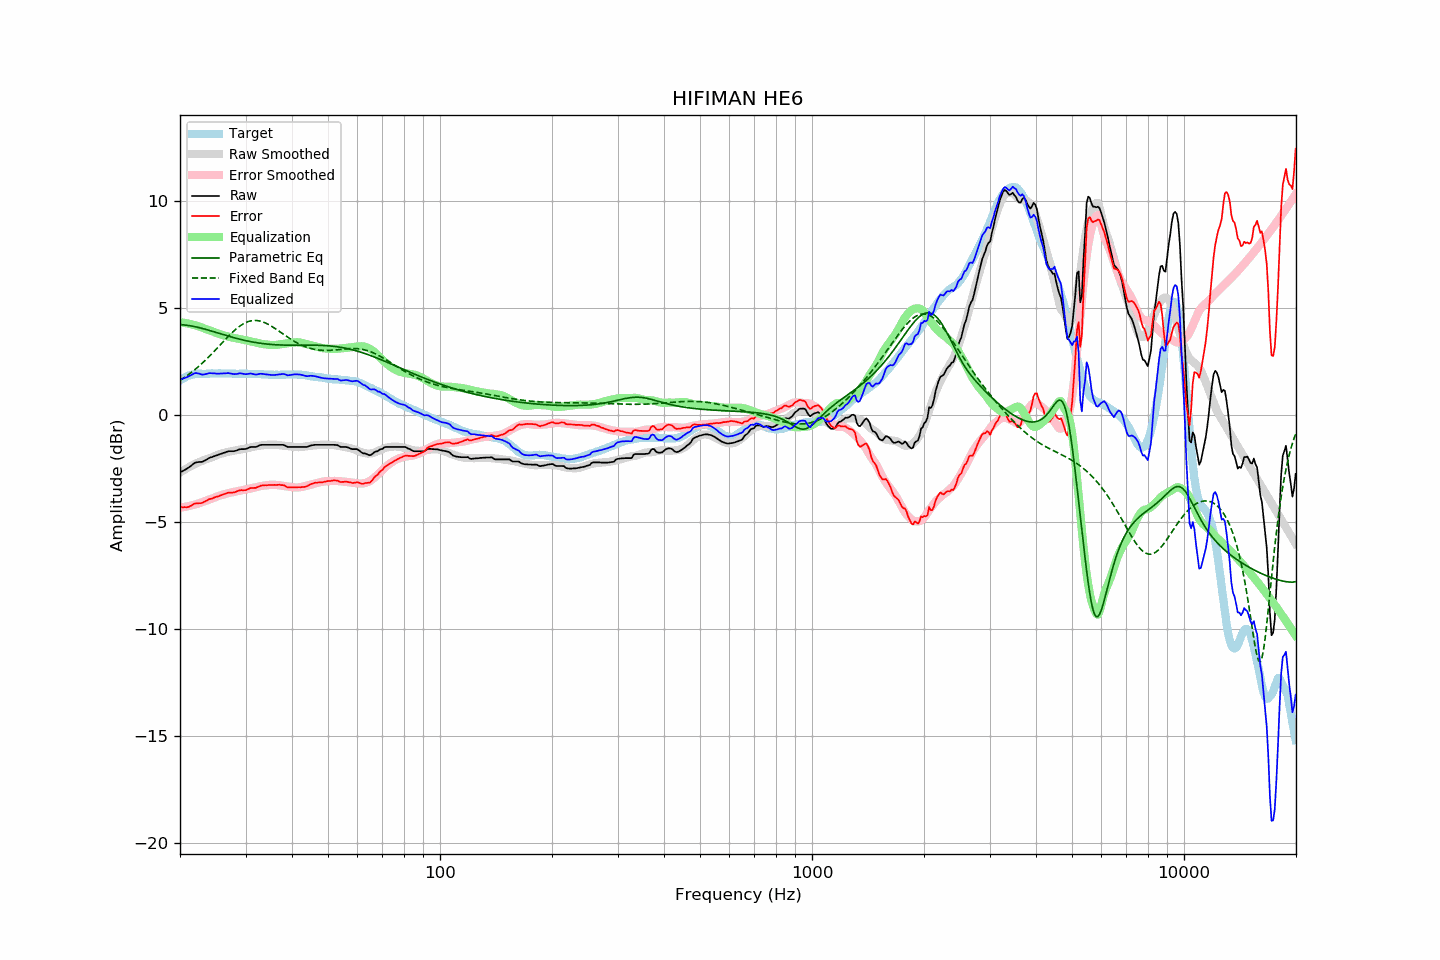 HIFIMAN HE6
Target
Raw Smoothed
Error Smoothed
Raw
Error
Equalization
Parametric Eq
Fixed Band Eq
Equalized
10
5
0
−5
−10
−15
−20
Amplitude (dBr)
100
1000
10000
Frequency (Hz)